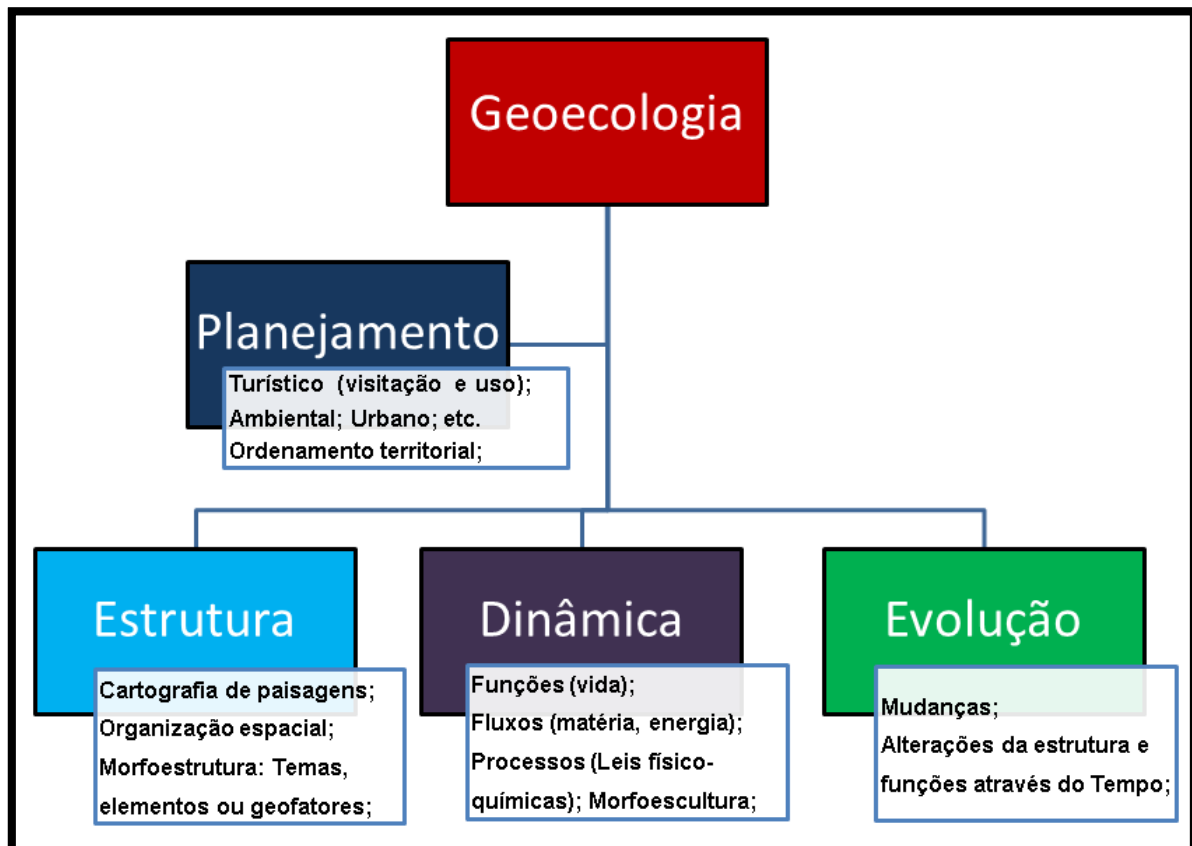 Geoecologia
Planejamento
Turístico (visitação e uso);
Ambiental; Urbano; etc.
Ordenamento territorial;
Estrutura
Cartografia de paisagens;
Organização espacial;
Morfoestrutura: Temas,
elementos ou geofatores;
Dinâmica
Funções (vida);
Fluxos (matéria, energia);
Processos (Leis físico-
químicas); Morfoescultura;
Evolução
Mudanças;
Alterações da estrutura e
funções através do Tempo;